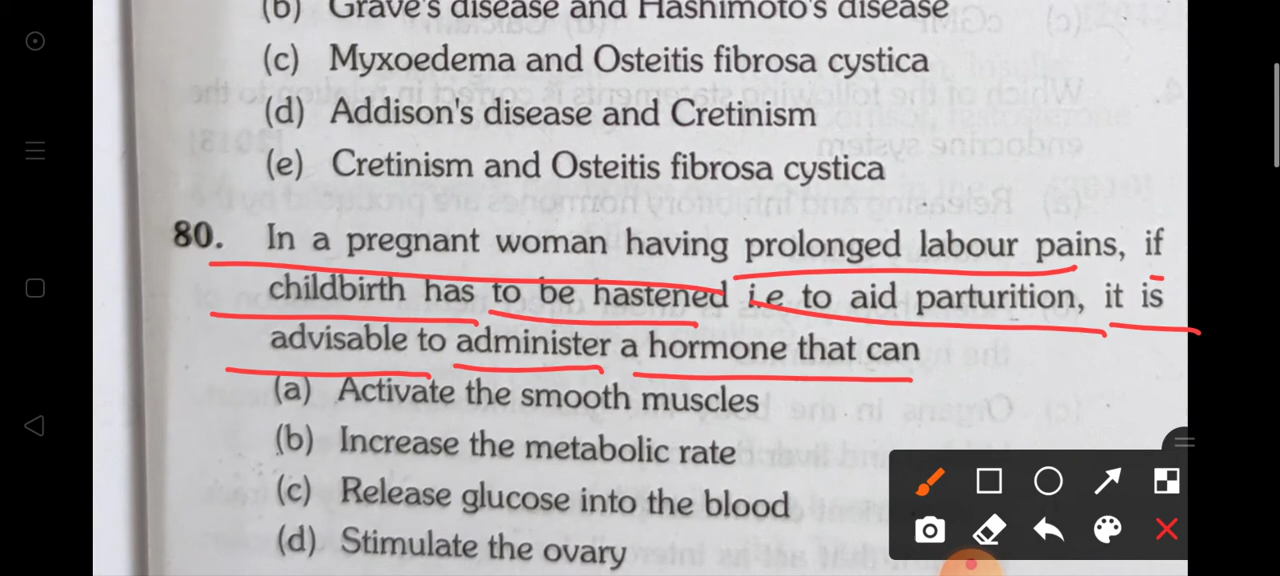 (b) Grave's disease and Hashimoto's disease
(c) Myxoedema and Osteitis fibrosa cystica
(d) Addison's disease and Cretinism
(e) Cretinism and Osteitis fibrosa cystica
80. In a pregnant woman having prolonged labour pains, if
childbirth has to be hastened i.e to aid parturition, it is
advisable to administer a hormone that can
(a) Activate the smooth muscles
(b) Increase the metabolic rate
(c) Release glucose into the blood
(d) Stimulate the ovary